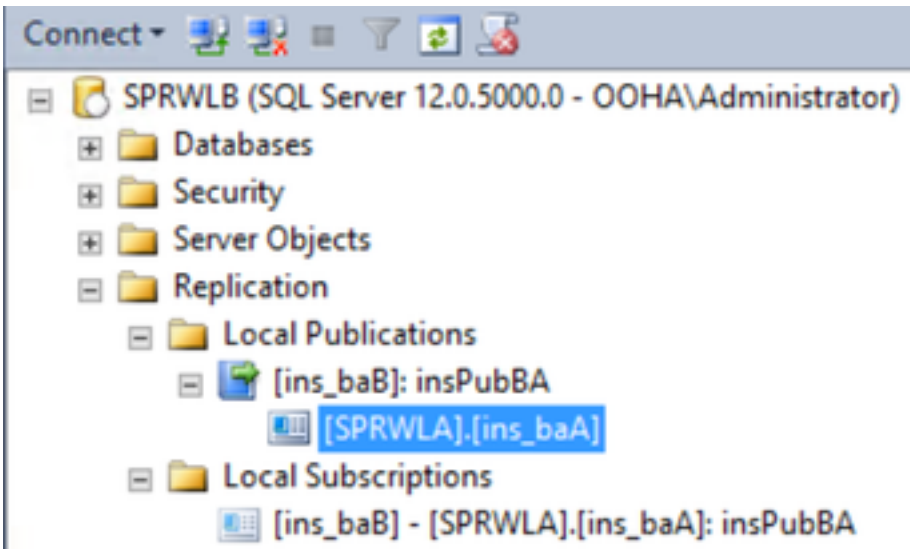 Connect
SPRWLB (SQL Server 12.0.5000.0 - OOHA\Administrator)
Databases
Security
Server Objects
Replication
Local Publications
[ins_baB]: insPubBA
[SPRWLA].[ins_baA]
Local Subscriptions
[ins_baB] - [SPRWLA].[ins_baA]: insPubBA